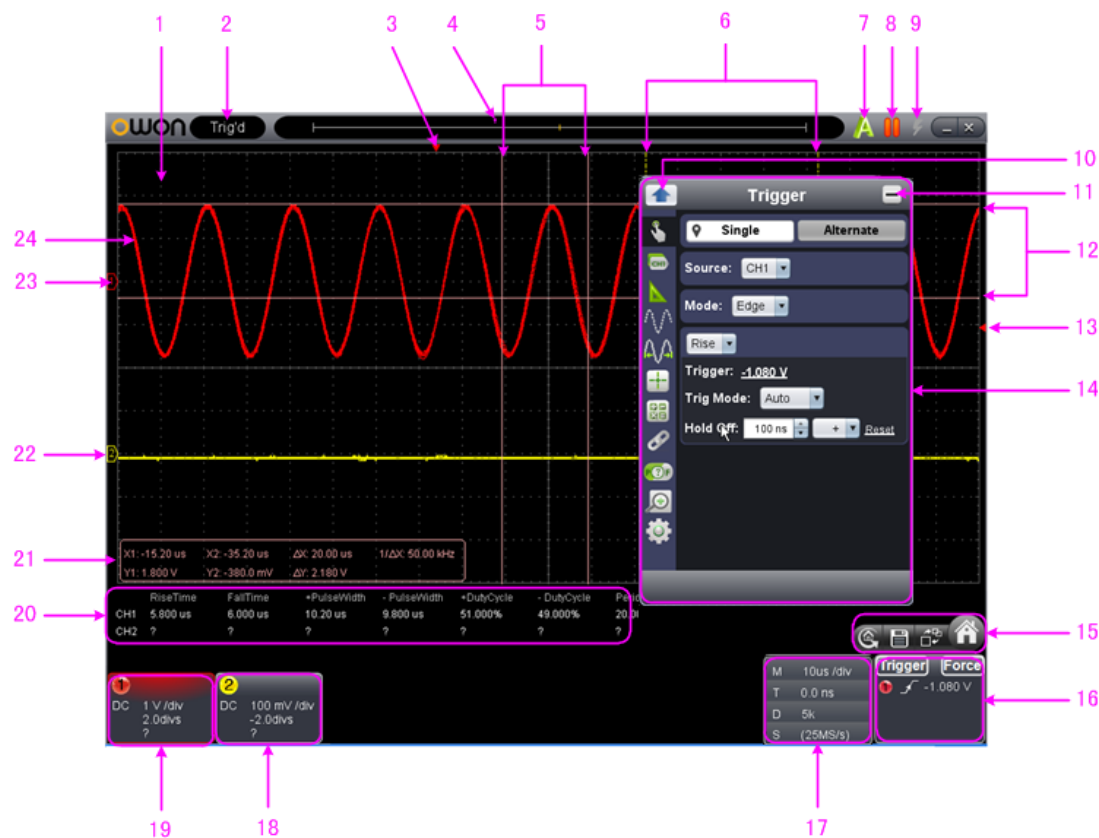 1 2 3 4 5 6 7 8 9
owon Trig'd A
10
Trigger
11
Single Alternate
24
12
CH1
Source: CH1
23
Mode: Edge
13
Rise
Trigger: -1.080 V
14
Trig Mode: Auto
Hold Off: 100 ns + Reset
22 2
X1: -15.20 us X2: -35.20 us ΔX: 20.00 us 1/ΔX: 50.00 kHz
21
Y1: 1.800 V Y2: -380.0 mV ΔY: 2.180 V
RiseTime FallTime +PulseWidth - PulseWidth +DutyCycle - DutyCycle
20
CH1 5.800 us 6.000 us 10.20 us 9.800 us 51.000% 49.000%
CH2 ? ? ? ? ? ? ?
15
Trigger Force
1 -1.080 V
16
1
DC 1 V /div
2.0divs
?
2
DC 100 mV /div
-2.0divs
?
M 10us /div
T 0.0 ns
D 5k
S (25MS/s)
19 18 17